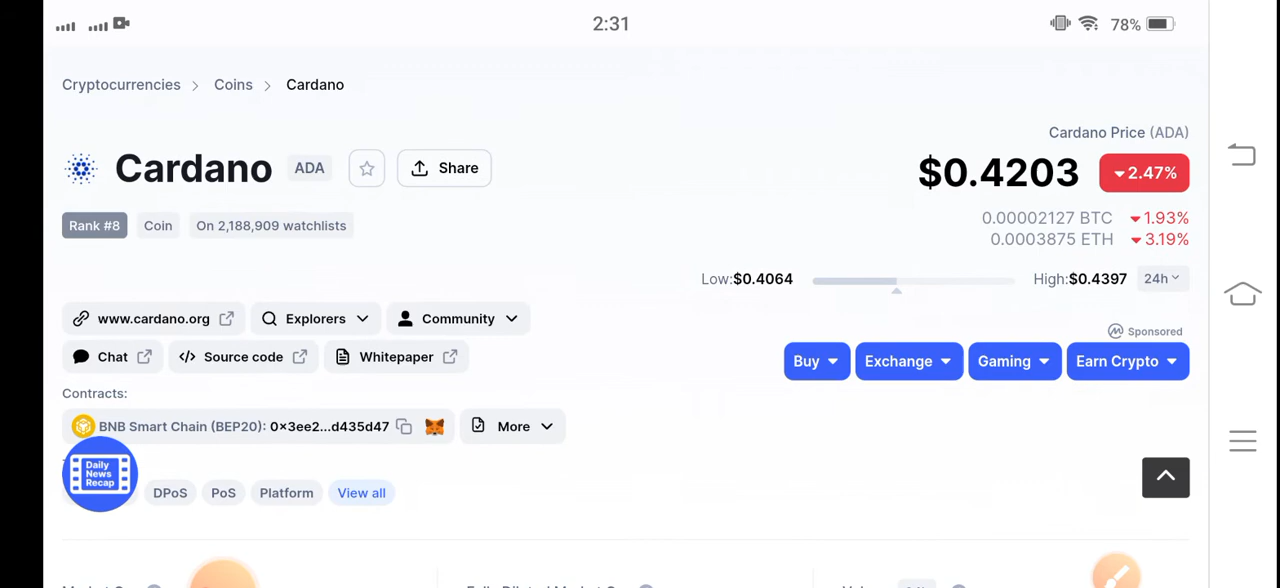 2:31
78%
Cryptocurrencies > Coins > Cardano
Cardano Price (ADA)
Cardano ADA Share
$0.4203 2.47%
Rank #8 Coin On 2,188,909 watchlists
0.00002127 BTC 1.93%
0.0003875 ETH 3.19%
Low:$0.4064 High:$0.4397 24h
www.cardano.org Explorers Community
Sponsored
Chat Source code Whitepaper
Buy Exchange Gaming Earn Crypto
Contracts:
BNB Smart Chain (BEP20): 0x3ee2...d435d47 More
Daily
News
Recap
DPoS PoS Platform View all